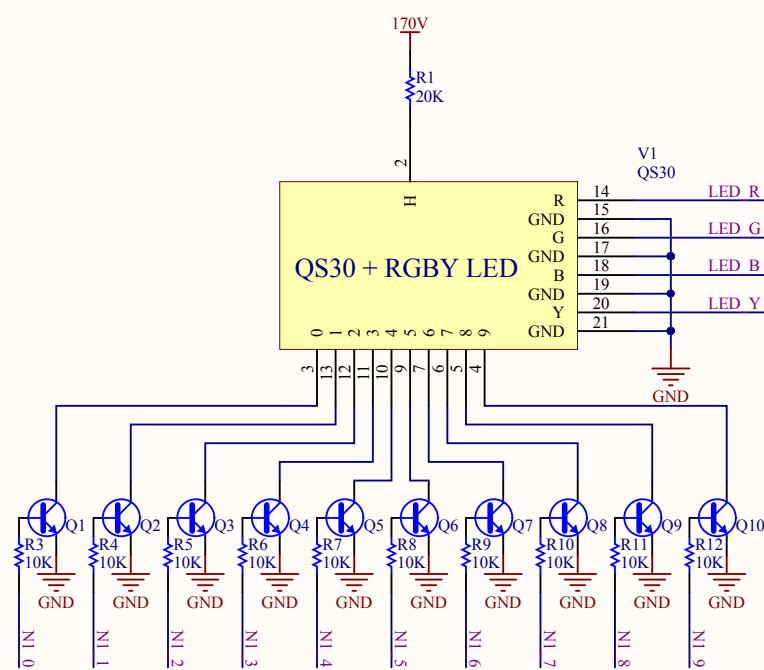 170V
R1
20K
2
H
V1
QS30
QS30 + RGBY LED
R 14 LED_R
GND 15
G 16 LED_G
GND 17
B 18 LED_B
GND 19
Y 20 LED_Y
GND 21
0 1 2 3 4 5 6 7 8 9
3 13 12 11 10 9 7 6 5 4
GND
Q1 Q2 Q3 Q4 Q5 Q6 Q7 Q8 Q9 Q10
R3 R4 R5 R6 R7 R8 R9 R10 R11 R12
10K 10K 10K 10K 10K 10K 10K 10K 10K 10K
GND GND GND GND GND GND GND GND GND GND
N1_0 N1_1 N1_2 N1_3 N1_4 N1_5 N1_6 N1_7 N1_8 N1_9